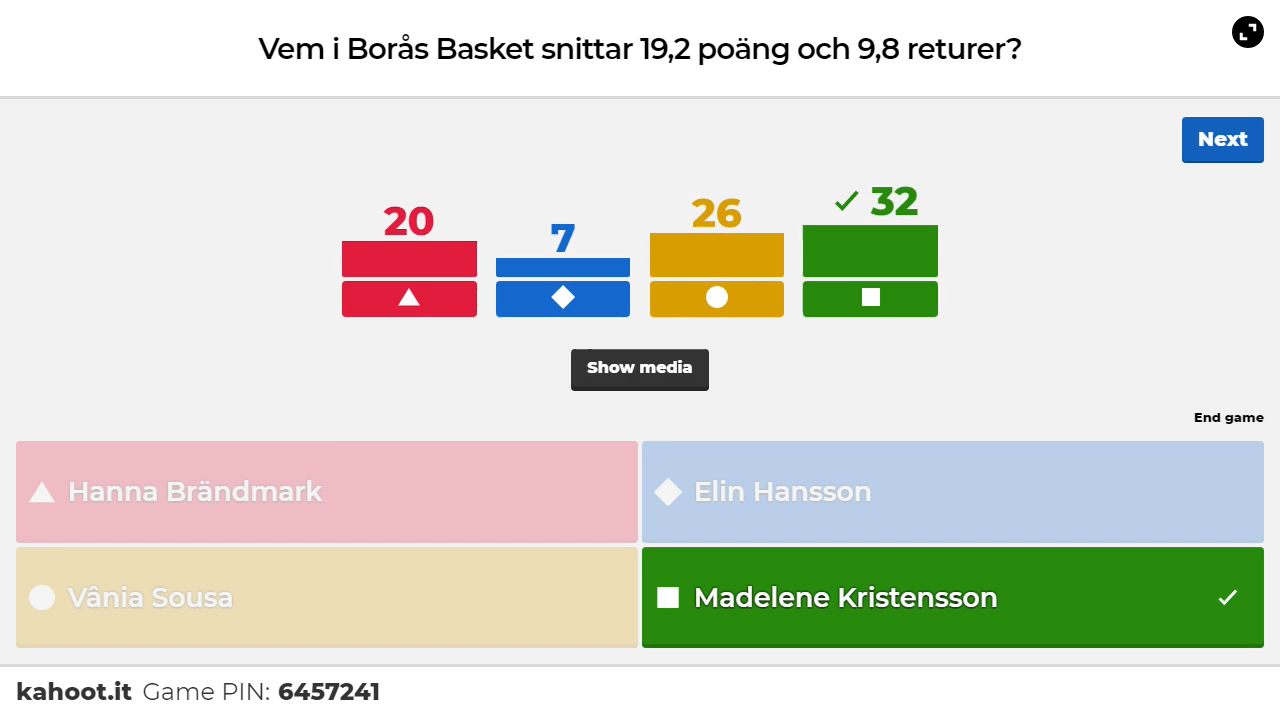 Vem i Borås Basket snittar 19,2 poäng och 9,8 returer?
Next
20
7
26
32
Show media
End game
Hanna Brändmark
Elin Hansson
Vânia Sousa
Madelene Kristensson
kahoot.it Game PIN: 6457241